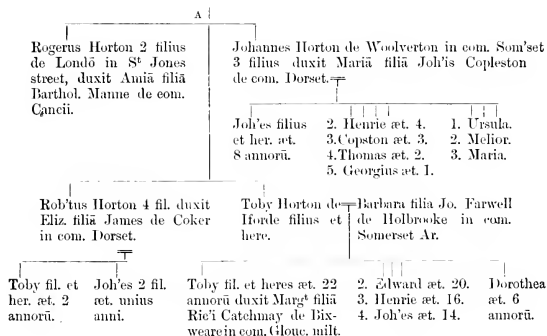 A
Rogerus Horton 2 filius
de Londō in Sᵗ Jones
street, duxit Amiā filiā
Barthol. Manne de com.
Cancii.
Johannes Horton de Woolverton in com. Som'set
3 filius duxit Mariā filiā Joh'is Copleston
de com. Dorset.
Joh'es filius
et her. æt.
8 annorū.
2. Henrie æt. 4.
3. Copston æt. 3.
4. Thomas æt. 2.
5. Georgius æt. 1.
1. Ursula.
2. Melior.
3. Maria.
Rob'tus Horton 4 fil. duxit
Eliz. filiā James de Coker
in com. Dorset.
Toby Horton de
Iforde filius et
here.
Barbara filia Jo. Farwell
de Holbrooke in com.
Somerset Ar.
Toby fil. et
her. æt. 2
annorū.
Joh'es 2 fil.
æt. unius
anni.
Toby fil. et heres æt. 22
annorū duxit Margᵗ filiā
Ric'i Catchmay de Bix-
weare in com. Glouc. milt.
2. Edward æt. 20.
3. Henrie æt. 16.
4. Joh'es æt. 14.
Dorothea
æt. 6
annorū.